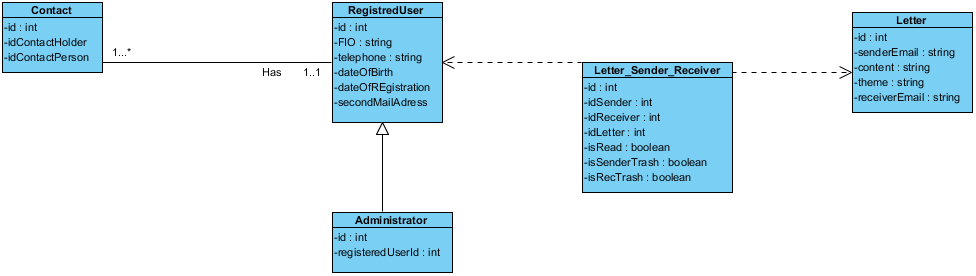 Contact
-id : int
-idContactHolder
-idContactPerson
1...*
Has
1..1
RegistredUser
-id : int
-FIO : string
-telephone : string
-dateOfBirth
-dateOfREgistration
-secondMailAdress
Administrator
-id : int
-registeredUserId : int
Letter_Sender_Receiver
-id : int
-idSender : int
-idReceiver : int
-idLetter : int
-isRead : boolean
-isSenderTrash : boolean
-isRecTrash : boolean
Letter
-id : int
-senderEmail : string
-content : string
-theme : string
-receiverEmail : string